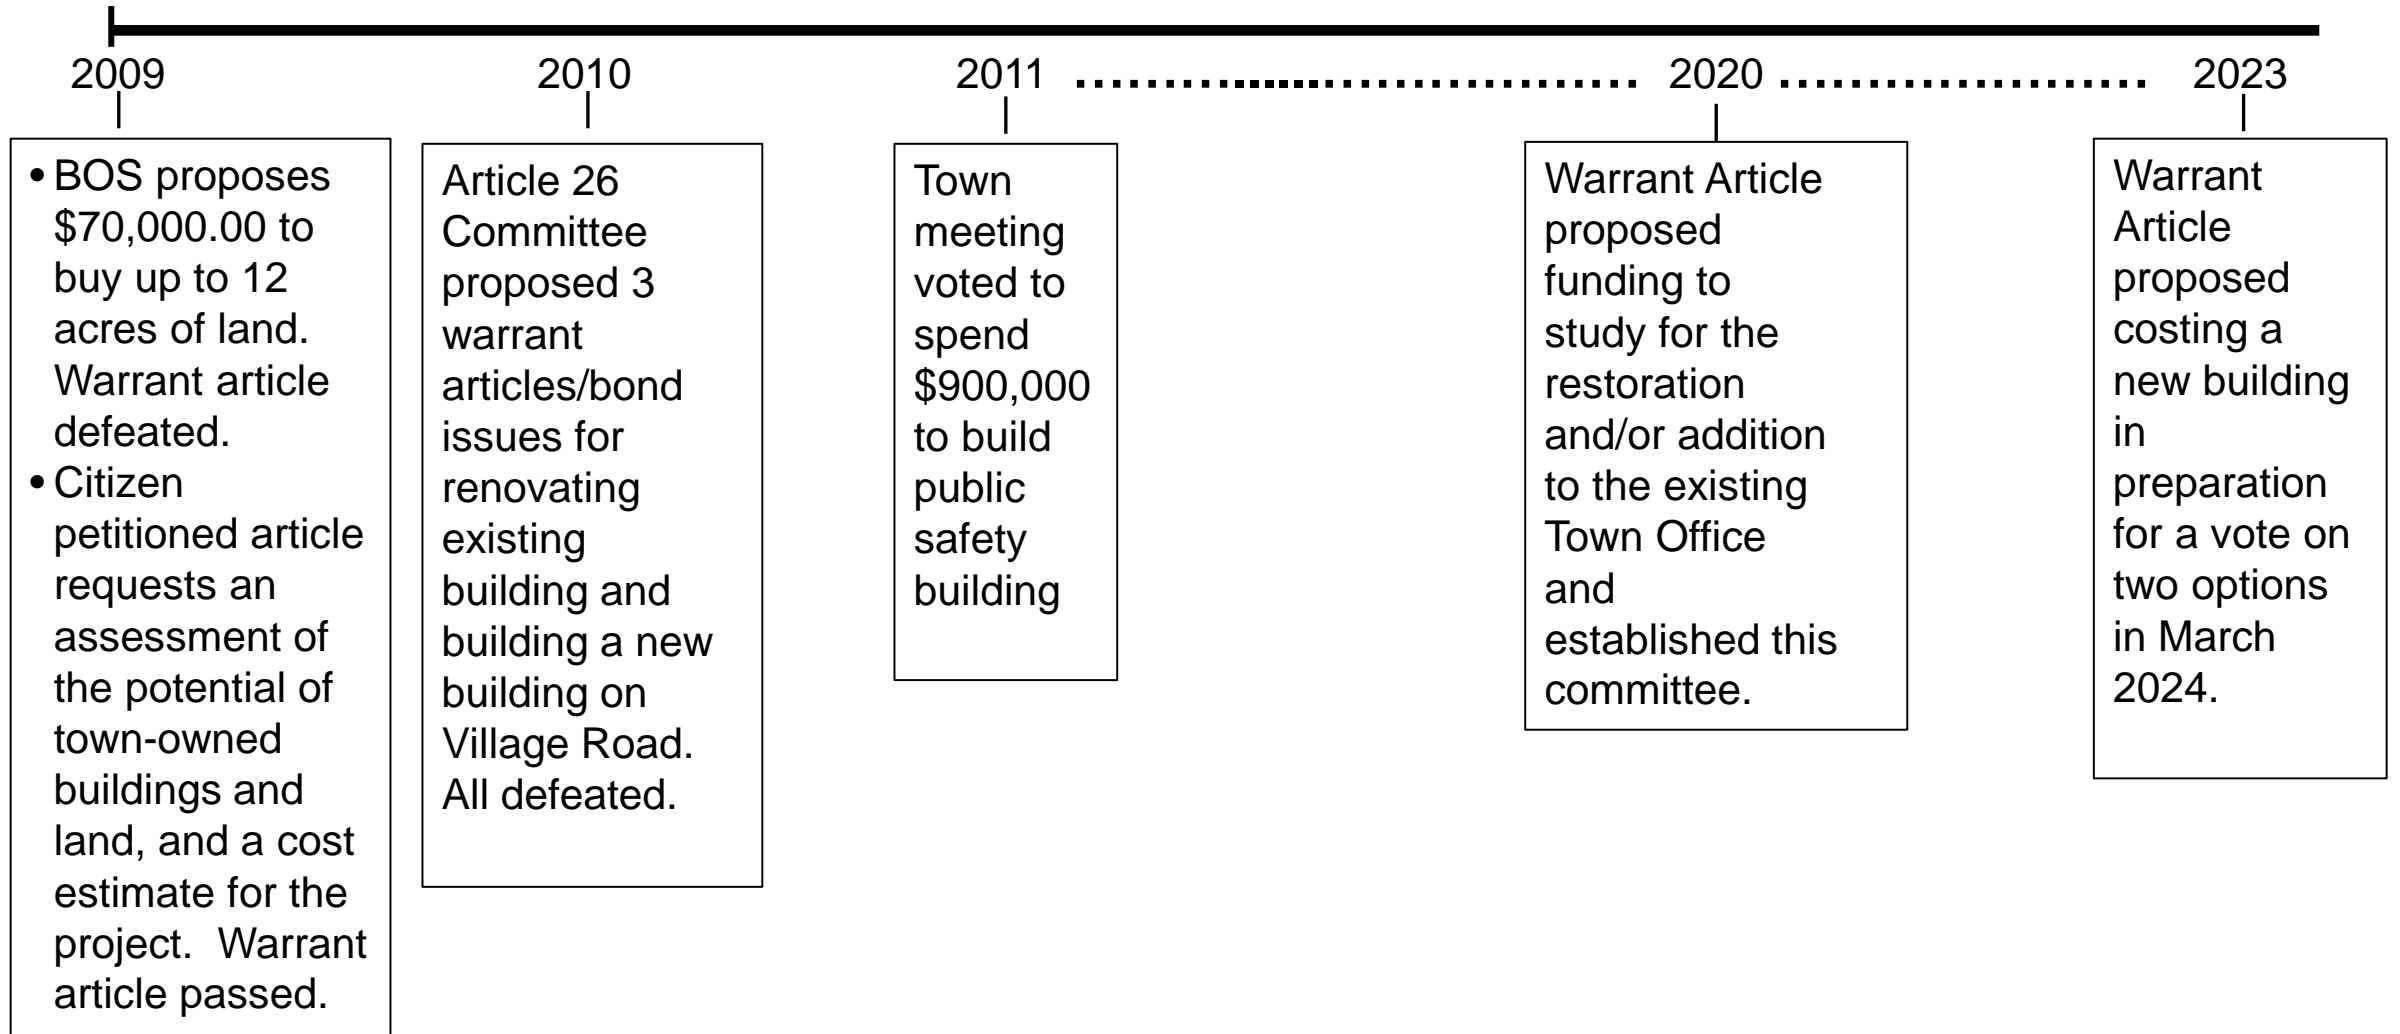 2009
2010
2011
2020
2023
• BOS proposes
$70,000.00 to
buy up to 12
acres of land.
Warrant article
defeated.
• Citizen
petitioned article
requests an
assessment of
the potential of
town-owned
buildings and
land, and a cost
estimate for the
project. Warrant
article passed.
Article 26
Committee
proposed 3
warrant
articles/bond
issues for
renovating
existing
building and
building a new
building on
Village Road.
All defeated.
Town
meeting
voted to
spend
$900,000
to build
public
safety
building
Warrant Article
proposed
funding to
study for the
restoration
and/or addition
to the existing
Town Office
and
established this
committee.
Warrant
Article
proposed
costing a
new building
in
preparation
for a vote on
two options
in March
2024.